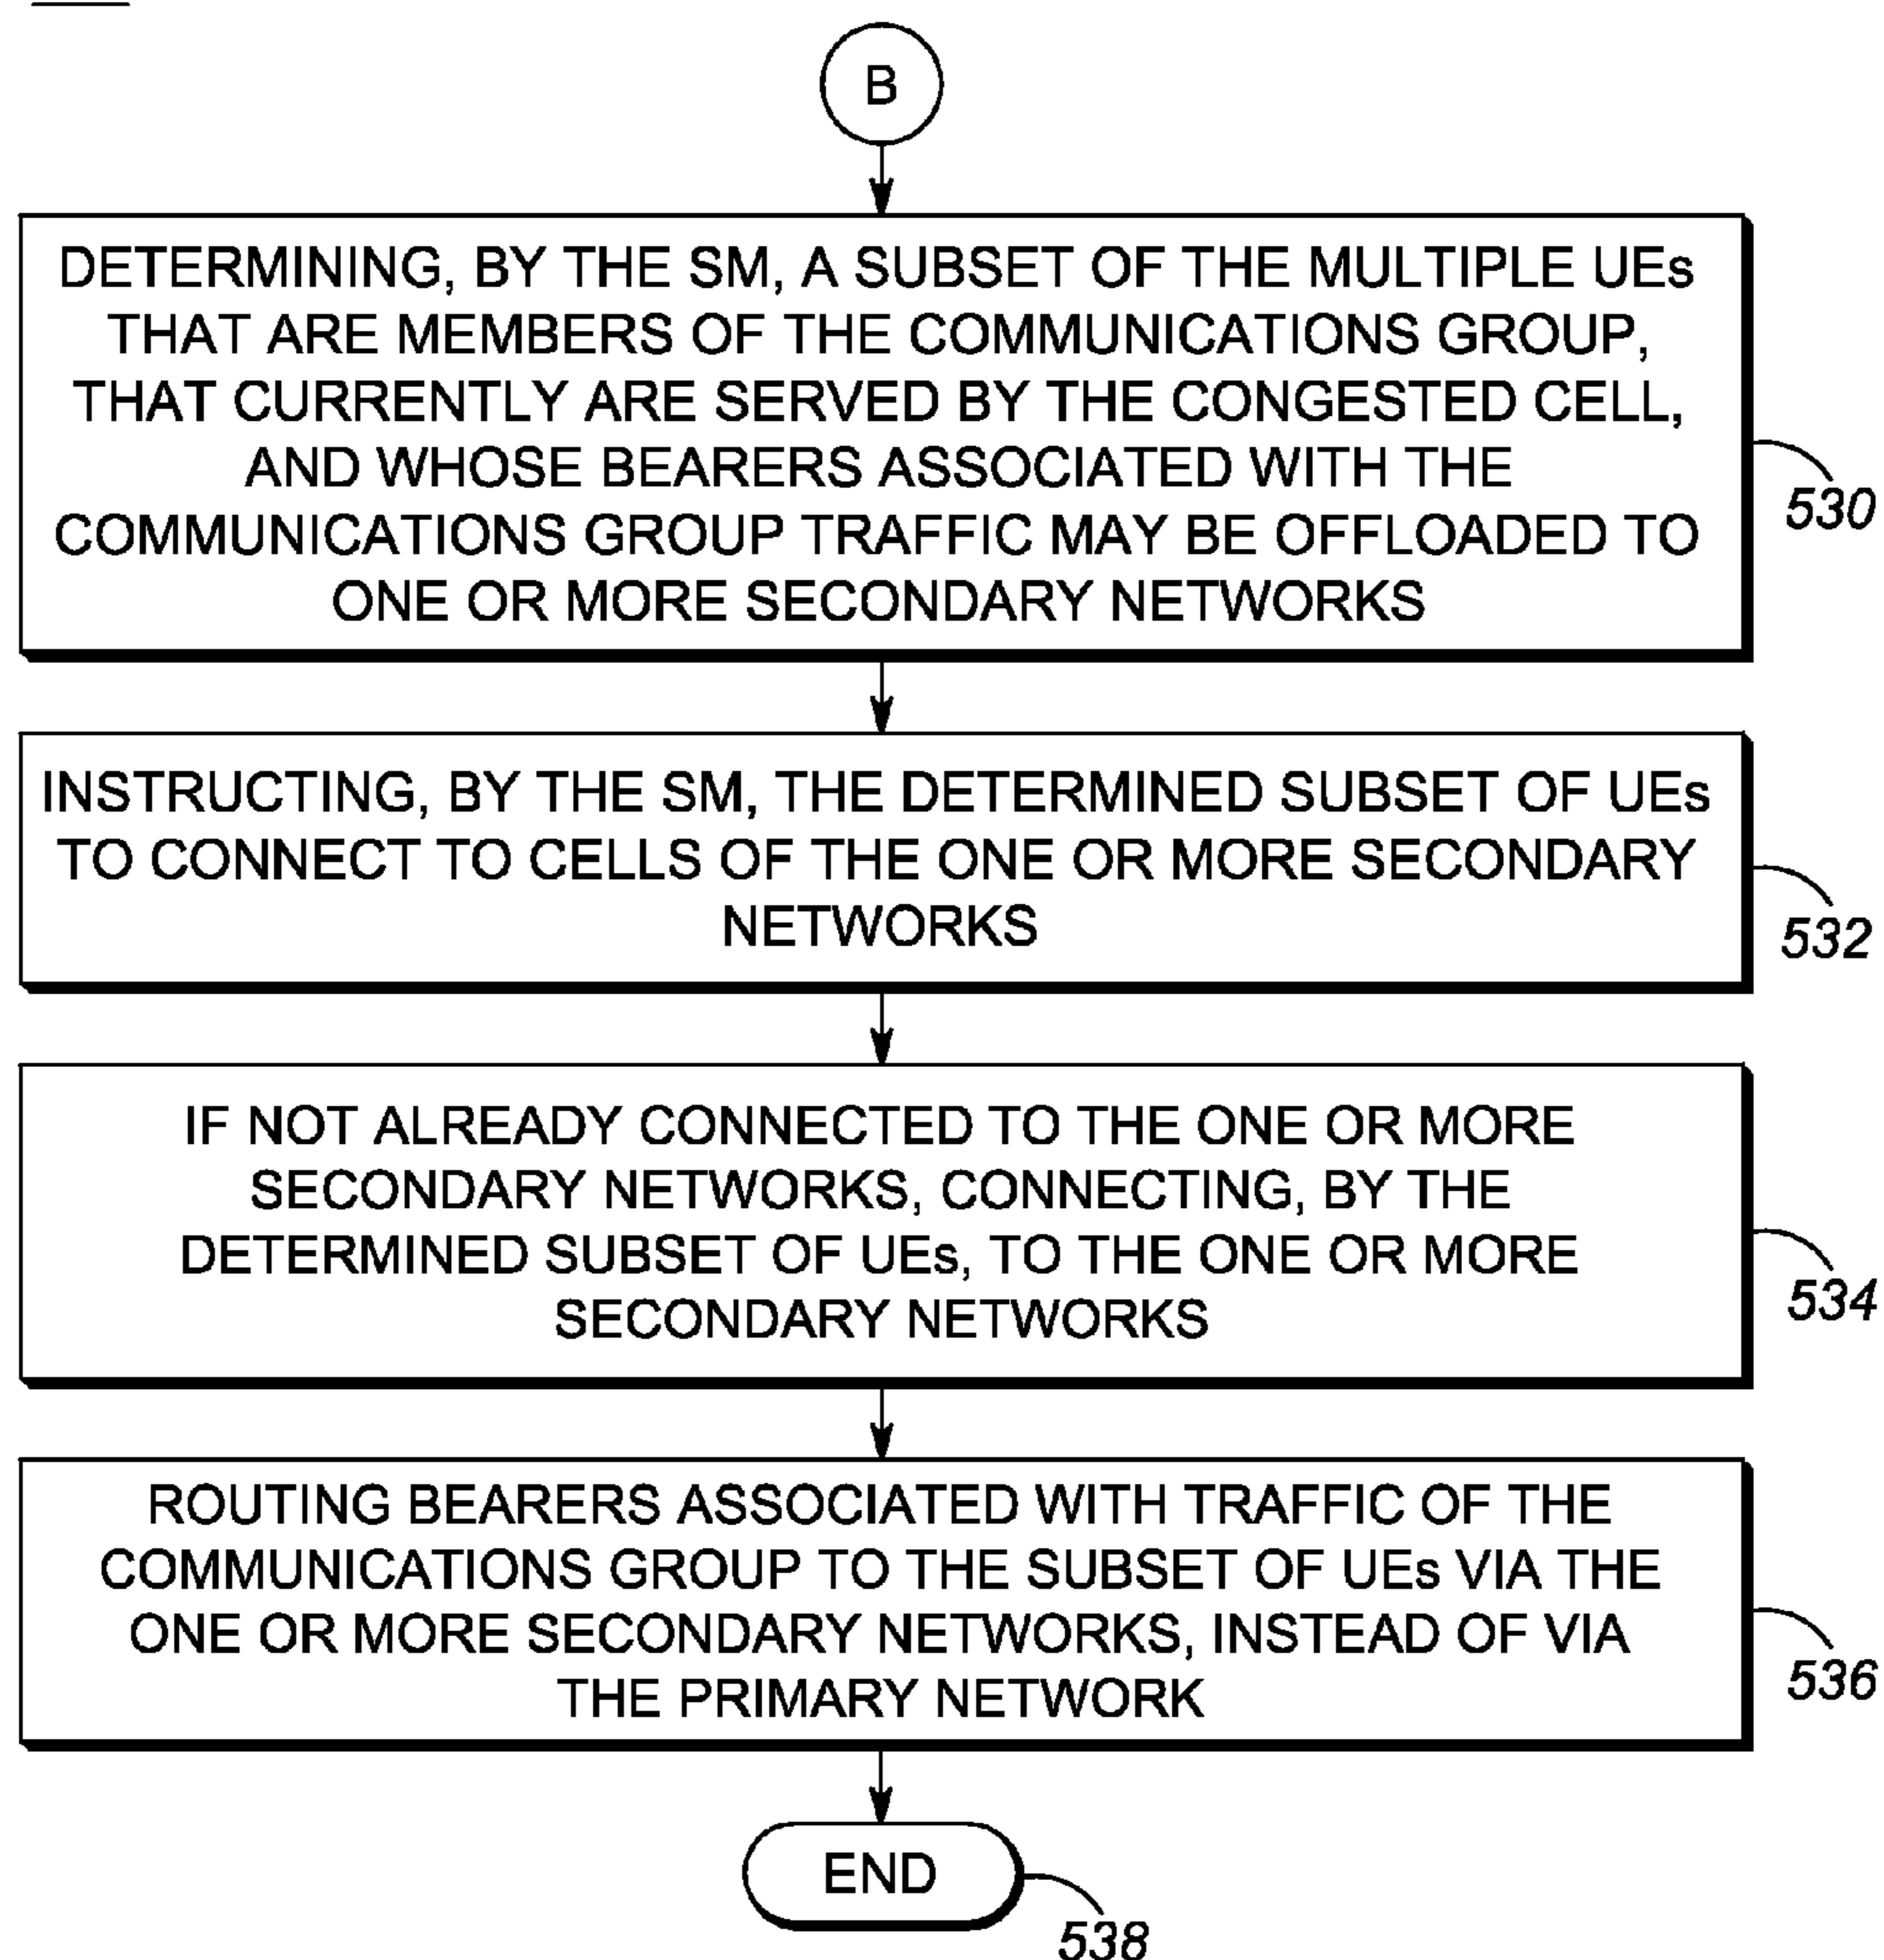 B
DETERMINING, BY THE SM, A SUBSET OF THE MULTIPLE UEs
THAT ARE MEMBERS OF THE COMMUNICATIONS GROUP,
THAT CURRENTLY ARE SERVED BY THE CONGESTED CELL,
AND WHOSE BEARERS ASSOCIATED WITH THE
COMMUNICATIONS GROUP TRAFFIC MAY BE OFFLOADED TO
ONE OR MORE SECONDARY NETWORKS
530
INSTRUCTING, BY THE SM, THE DETERMINED SUBSET OF UEs
TO CONNECT TO CELLS OF THE ONE OR MORE SECONDARY
NETWORKS
532
IF NOT ALREADY CONNECTED TO THE ONE OR MORE
SECONDARY NETWORKS, CONNECTING, BY THE
DETERMINED SUBSET OF UEs, TO THE ONE OR MORE
SECONDARY NETWORKS
534
ROUTING BEARERS ASSOCIATED WITH TRAFFIC OF THE
COMMUNICATIONS GROUP TO THE SUBSET OF UEs VIA THE
ONE OR MORE SECONDARY NETWORKS, INSTEAD OF VIA
THE PRIMARY NETWORK
536
END
538